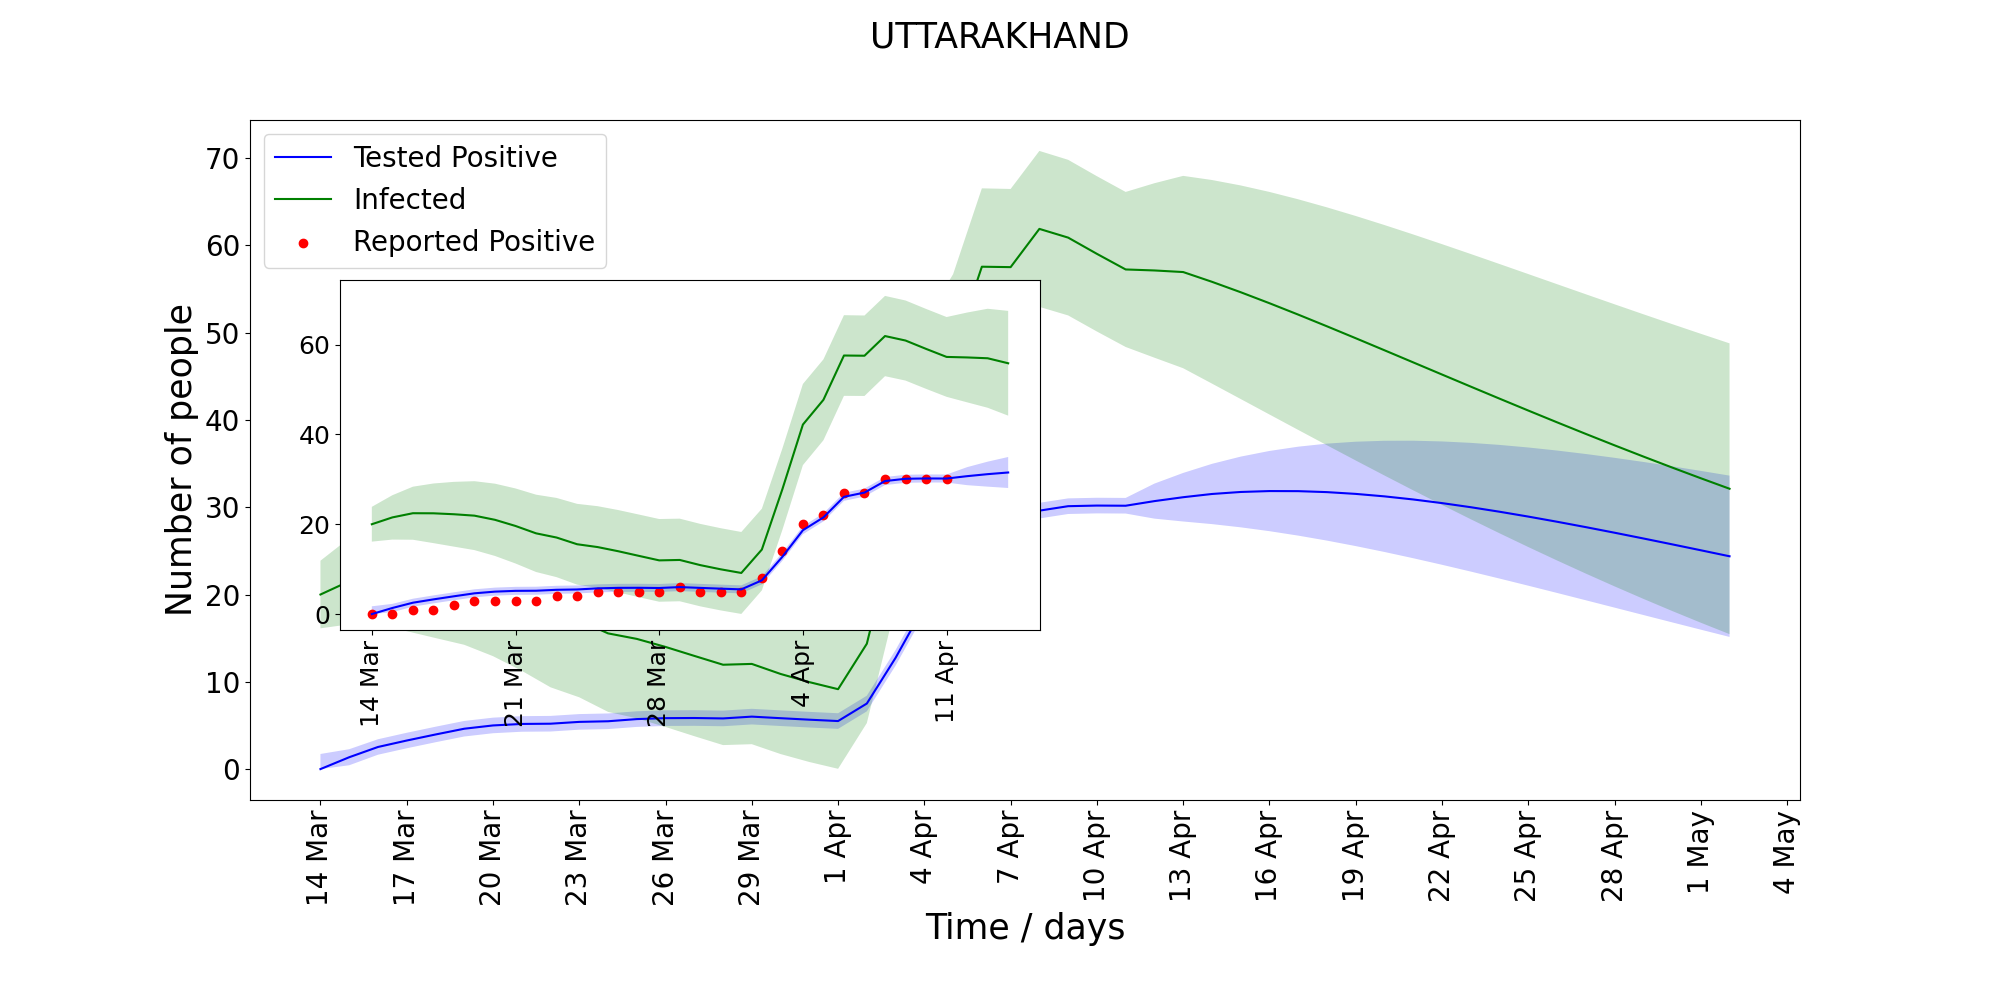 UTTARAKHAND
Tested Positive
Infected
Reported Positive
Number of people
70
60
50
40
30
20
10
0
60
40
20
0
14 Mar
21 Mar
28 Mar
4 Apr
11 Apr
14 Mar
17 Mar
20 Mar
23 Mar
26 Mar
29 Mar
1 Apr
4 Apr
7 Apr
10 Apr
13 Apr
16 Apr
19 Apr
22 Apr
25 Apr
28 Apr
1 May
4 May
Time / days